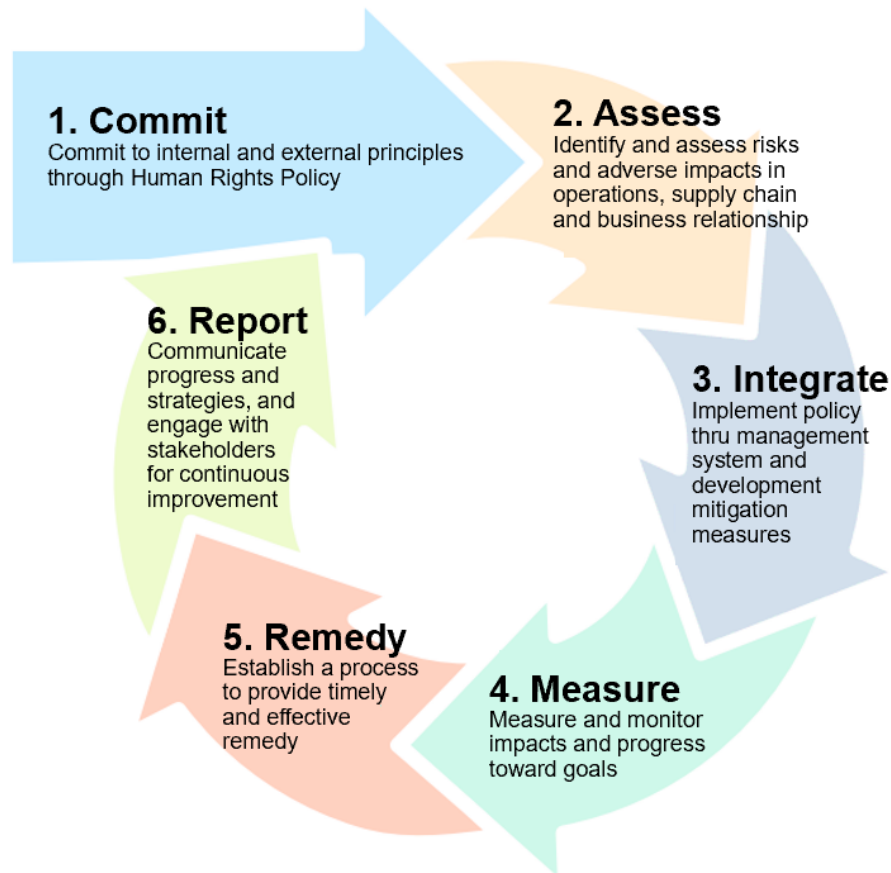 1. Commit
Commit to internal and external principles
through Human Rights Policy
2. Assess
Identify and assess risks
and adverse impacts in
operations, supply chain
and business relationship
3. Integrate
Implement policy
thru management
system and
development
mitigation
measures
4. Measure
Measure and monitor
impacts and progress
toward goals
5. Remedy
Establish a process
to provide timely
and effective
remedy
6. Report
Communicate
progress and
strategies, and
engage with
stakeholders
for continuous
improvement